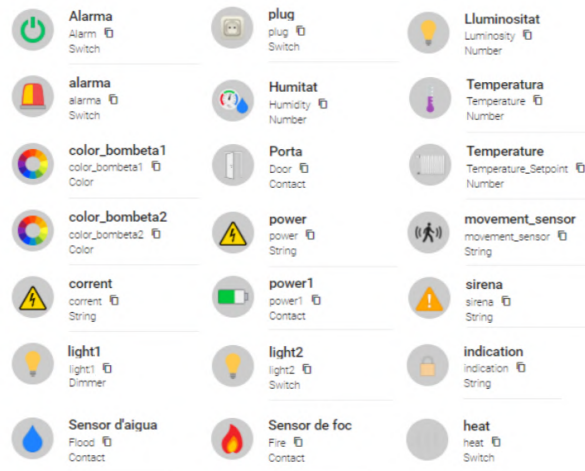 Alarma
Alarm
Switch
plug
plug
Switch
Lluminositat
Luminosity
Number
alarma
alarma
Switch
Humitat
Humidity
Number
Temperatura
Temperature
Number
color_bombeta1
color_bombeta1
Color
Porta
Door
Contact
Temperature
Temperature_Setpoint
Number
color_bombeta2
color_bombeta2
Color
power
power
String
movement_sensor
movement_sensor
String
corrent
corrent
String
power1
power1
Contact
sirena
sirena
String
light1
light1
Dimmer
light2
light2
Switch
indication
indication
String
Sensor d'aigua
Flood
Contact
Sensor de foc
Fire
Contact
heat
heat
Switch